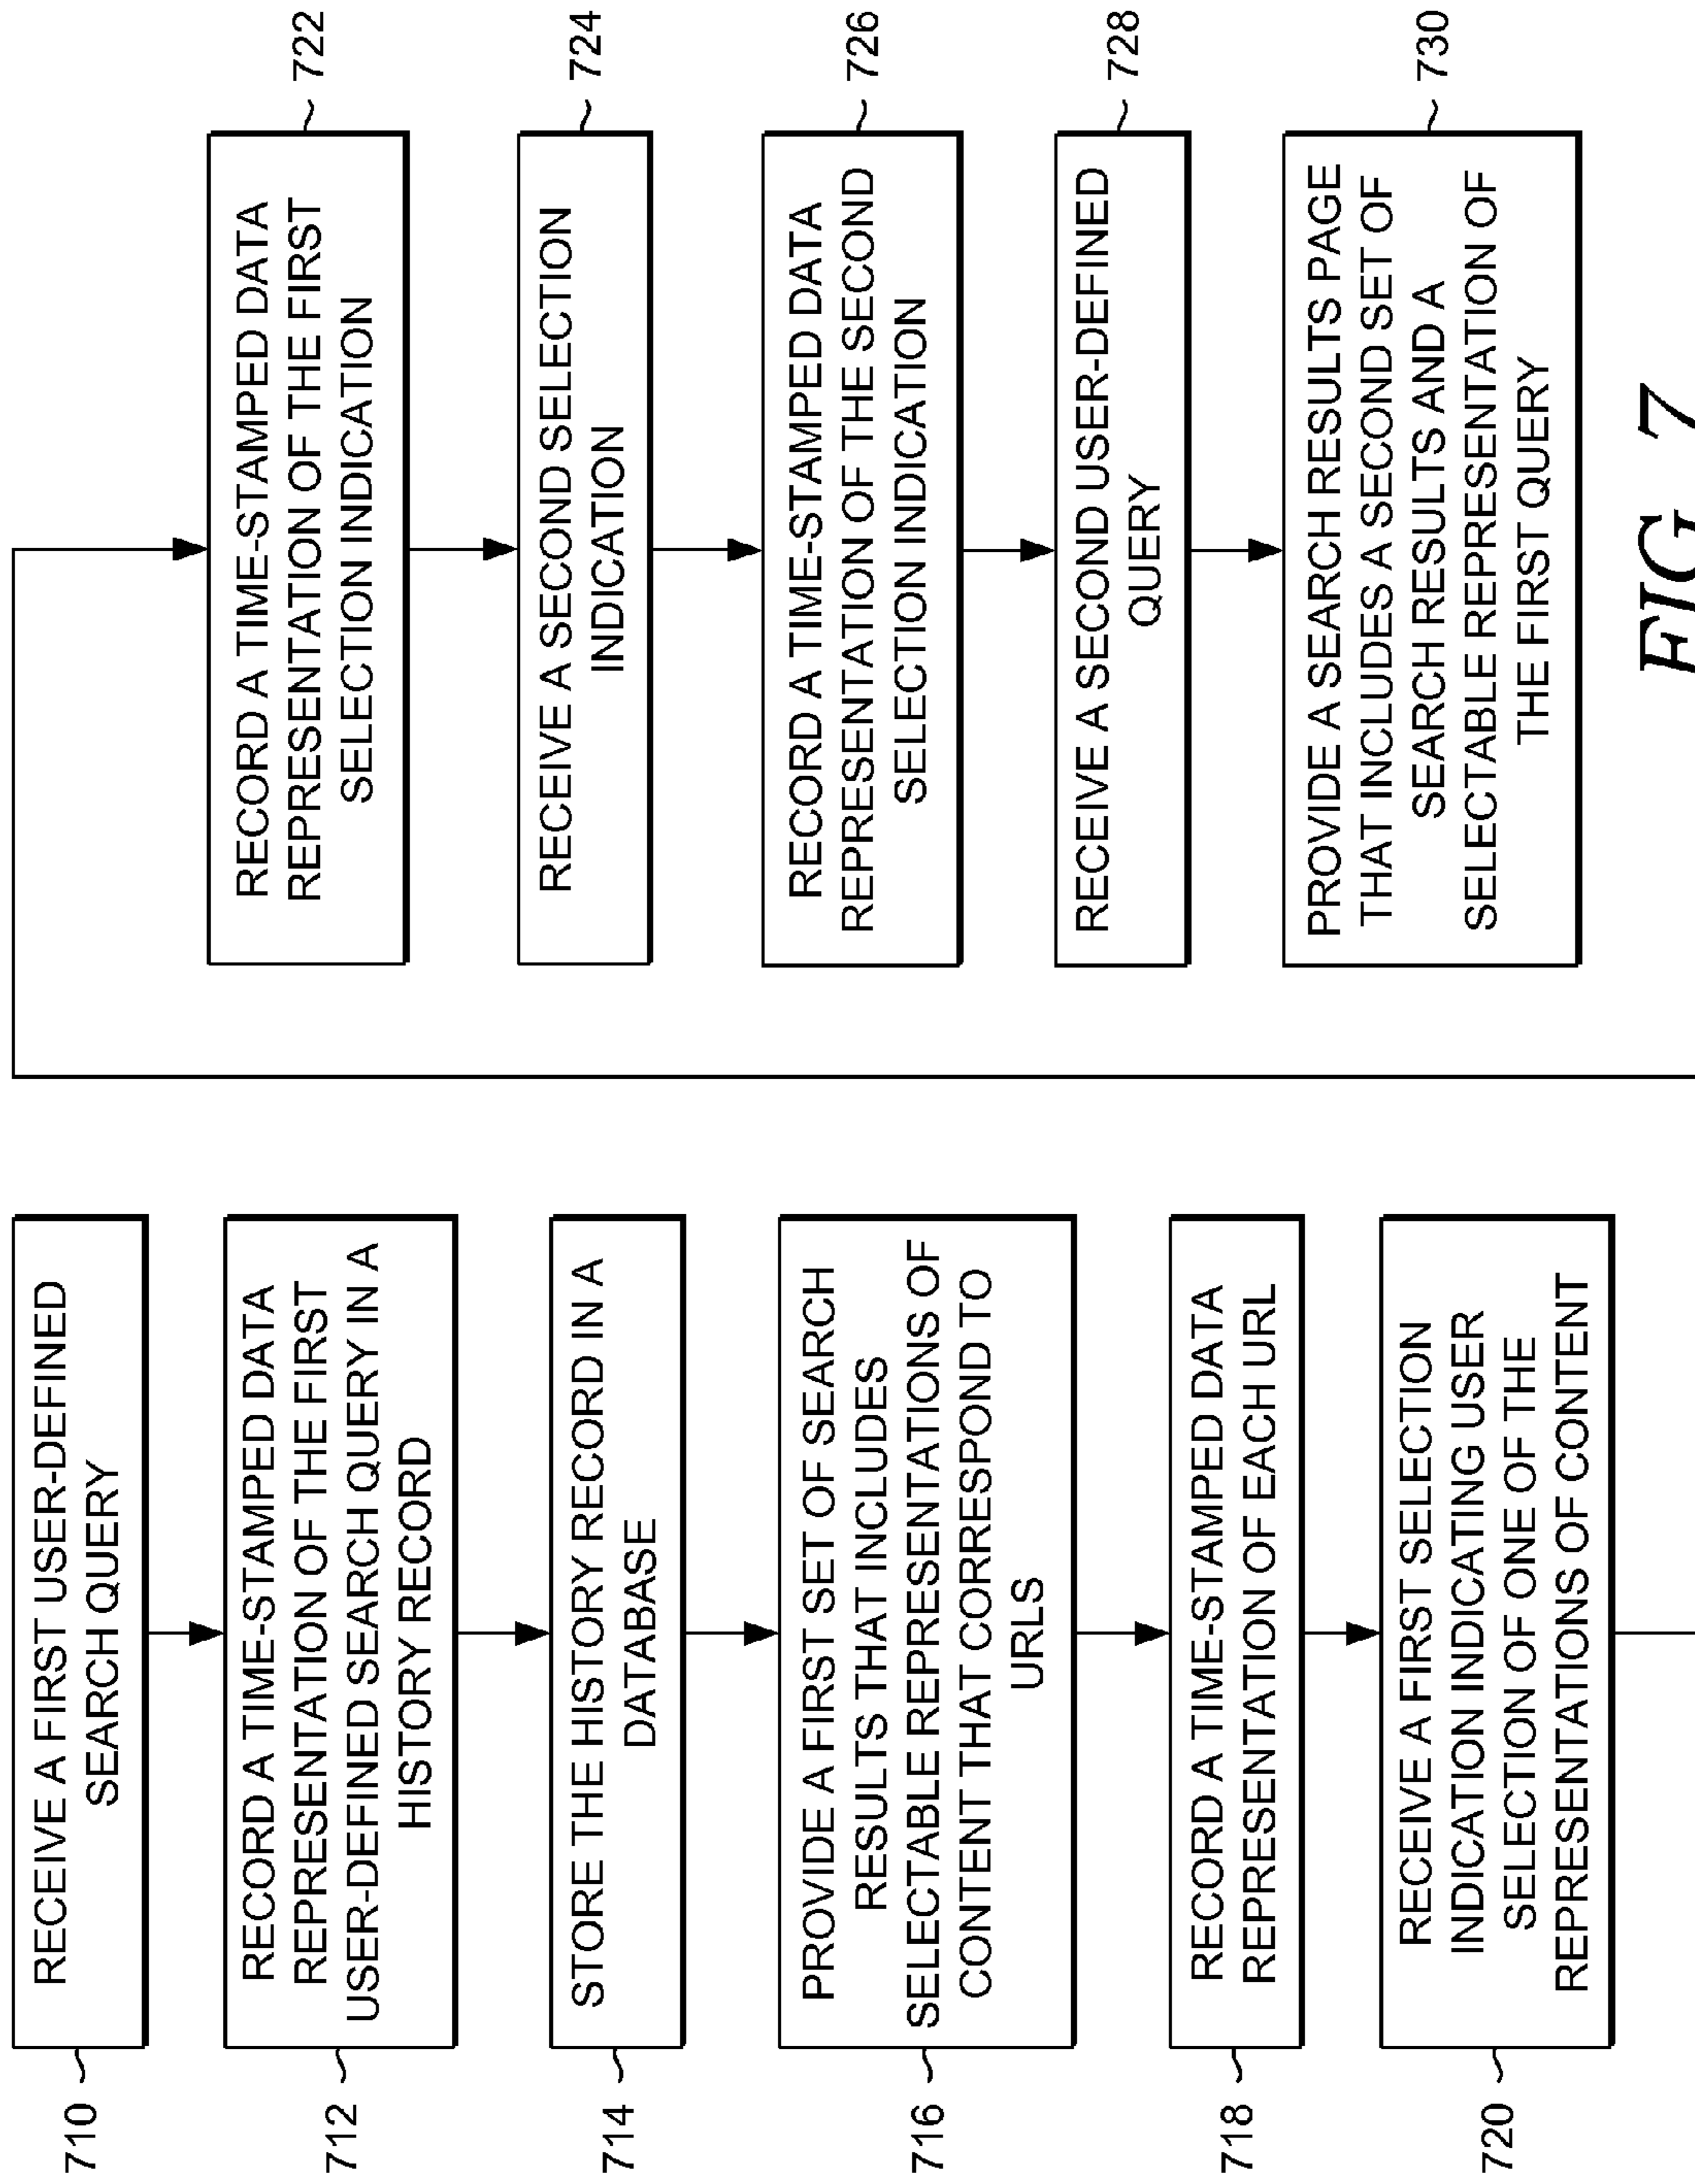 710
RECEIVE A FIRST USER-DEFINED
SEARCH QUERY
712
RECORD A TIME-STAMPED DATA
REPRESENTATION OF THE FIRST
USER-DEFINED SEARCH QUERY IN A
HISTORY RECORD
714
STORE THE HISTORY RECORD IN A
DATABASE
716
PROVIDE A FIRST SET OF SEARCH
RESULTS THAT INCLUDES
SELECTABLE REPRESENTATIONS OF
CONTENT THAT CORRESPOND TO
URLS
718
RECORD A TIME-STAMPED DATA
REPRESENTATION OF EACH URL
720
RECEIVE A FIRST SELECTION
INDICATION INDICATING USER
SELECTION OF ONE OF THE
REPRESENTATIONS OF CONTENT
722
RECORD A TIME-STAMPED DATA
REPRESENTATION OF THE FIRST
SELECTION INDICATION
724
RECEIVE A SECOND SELECTION
INDICATION
726
RECORD A TIME-STAMPED DATA
REPRESENTATION OF THE SECOND
SELECTION INDICATION
728
RECEIVE A SECOND USER-DEFINED
QUERY
730
PROVIDE A SEARCH RESULTS PAGE
THAT INCLUDES A SECOND SET OF
SEARCH RESULTS AND A
SELECTABLE REPRESENTATION OF
THE FIRST QUERY
FIG 7